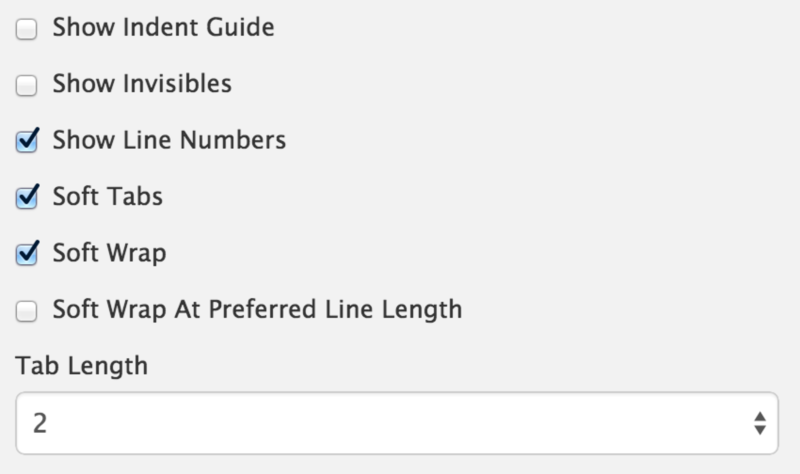 Show Indent Guide
Show Invisibles
Show Line Numbers
Soft Tabs
Soft Wrap
Soft Wrap At Preferred Line Length
Tab Length
2